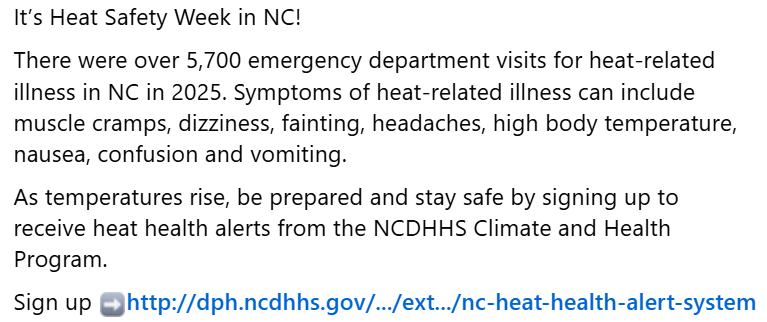 It’s Heat Safety Week in NC!
There were over 5,700 emergency department visits for heat-related
illness in NC in 2025. Symptoms of heat-related illness can include
muscle cramps, dizziness, fainting, headaches, high body temperature,
nausea, confusion and vomiting.
As temperatures rise, be prepared and stay safe by signing up to
receive heat health alerts from the NCDHHS Climate and Health
Program.
Sign up ➡️http://dph.ncdhhs.gov/.../ext.../nc-heat-health-alert-system